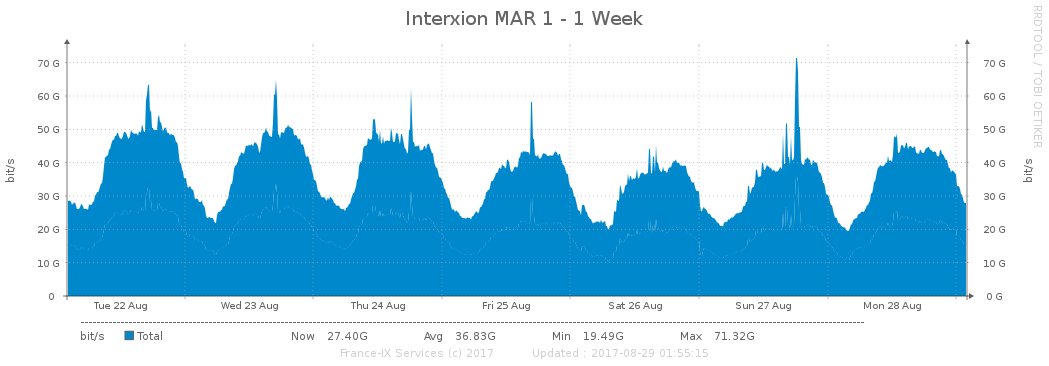 Interxion MAR 1 - 1 Week
RRDTOOL / TOBI OETIKER
bit/s
bit/s
70 G 70 G
60 G 60 G
50 G 50 G
40 G 40 G
30 G 30 G
20 G 20 G
10 G 10 G
0 0 G
Tue 22 Aug Wed 23 Aug Thu 24 Aug Fri 25 Aug Sat 26 Aug Sun 27 Aug Mon 28 Aug
bit/s Total Now 27.40G Avg 36.83G Min 19.49G Max 71.32G
France-IX Services (c) 2017 Updated : 2017-08-29 01:55:15